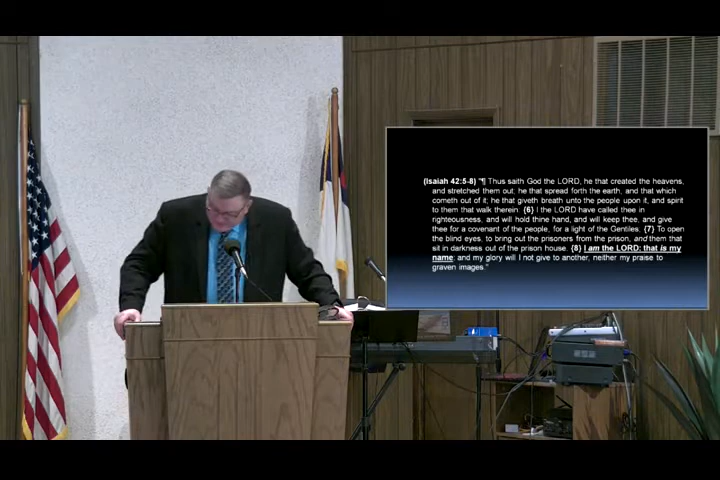 (Isaiah 42:5-8) "¶ Thus saith God the LORD, he that created the heavens,
and stretched them out; he that spread forth the earth, and that which
cometh out of it; he that giveth breath unto the people upon it, and spirit
to them that walk therein: {6} I the LORD have called thee in
righteousness, and will hold thine hand, and will keep thee, and give
thee for a covenant of the people, for a light of the Gentiles; {7} To open
the blind eyes, to bring out the prisoners from the prison, and them that
sit in darkness out of the prison house. {8} I am the LORD: that is my
name: and my glory will I not give to another, neither my praise to
graven images."